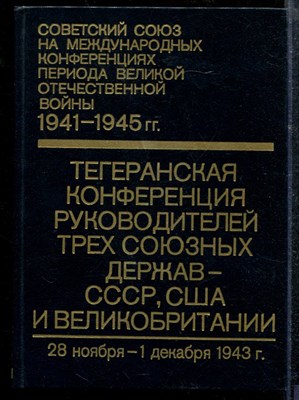 СОВЕТСКИЙ СОЮЗ
НА МЕЖДУНАРОДНЫХ
КОНФЕРЕНЦИЯХ
ПЕРИОДА ВЕЛИКОЙ
ОТЕЧЕСТВЕННОЙ
ВОЙНЫ
1941—1945 гг.
ТЕГЕРАНСКАЯ
КОНФЕРЕНЦИЯ
РУКОВОДИТЕЛЕЙ
ТРЕХ СОЮЗНЫХ
ДЕРЖАВ—
СССР, США
И ВЕЛИКОБРИТАНИИ
28 ноября—1 декабря 1943 г.